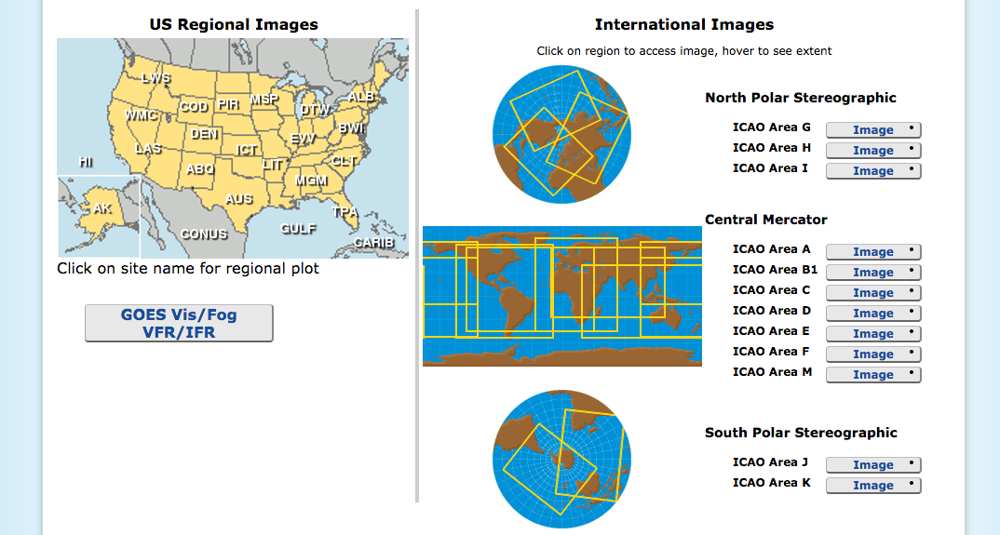 US Regional Images
LWS
COD
PIR
MSP
DTW
ALB
WMC
DEN
BWI
LAS
ICT
EVV
HI
ABQ
LIT
CLT
MGM
AK
AUS
TPA
CONUS
GULF
CARIB
Click on site name for regional plot
GOES Vis/Fog
VFR/IFR
International Images
Click on region to access image, hover to see extent
North Polar Stereographic
ICAO Area G Image
ICAO Area H Image
ICAO Area I Image
Central Mercator
ICAO Area A Image
ICAO Area B1 Image
ICAO Area C Image
ICAO Area D Image
ICAO Area E Image
ICAO Area F Image
ICAO Area M Image
South Polar Stereographic
ICAO Area J Image
ICAO Area K Image